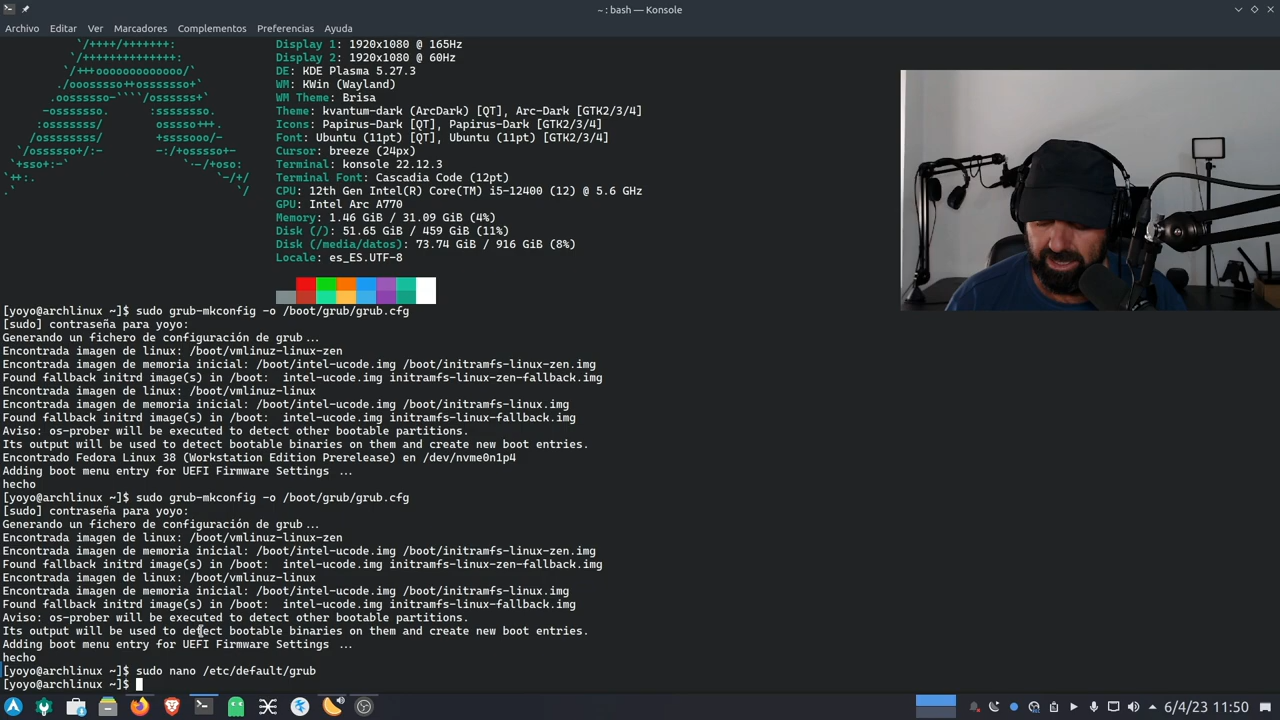 ~ : bash — Konsole
Archivo Editar Ver Marcadores Complementos Preferencias Ayuda
`/++++/+++++++: Display 1: 1920x1080 @ 165Hz
`/++++++++++++++: Display 2: 1920x1080 @ 60Hz
`/+++ooooooooooooo/` DE: KDE Plasma 5.27.3
./ooosssso++osssssso+` WM: KWin (Wayland)
.oossssso-````/ossssss+` WM Theme: Brisa
-osssssso. :ssssssso. Theme: kvantum-dark (ArcDark) [QT], Arc-Dark [GTK2/3/4]
:osssssss/ osssso+++. Icons: Papirus-Dark [QT], Papirus-Dark [GTK2/3/4]
/ossssssss/ +ssssooo/- Font: Ubuntu (11pt) [QT], Ubuntu (11pt) [GTK2/3/4]
`/ossssso+/:- -:/+osssso+- Cursor: breeze (24px)
`+sso+:-` `.-/+oso: Terminal: konsole 22.12.3
`++:. `-/+/ Terminal Font: Cascadia Code (12pt)
.` `/ CPU: 12th Gen Intel(R) Core(TM) i5-12400 (12) @ 5.6 GHz
GPU: Intel Arc A770
Memory: 1.46 GiB / 31.09 GiB (4%)
Disk (/): 51.65 GiB / 459 GiB (11%)
Disk (/media/datos): 73.74 GiB / 916 GiB (8%)
Locale: es_ES.UTF-8
[yoyo@archlinux ~]$ sudo grub-mkconfig -o /boot/grub/grub.cfg
[sudo] contraseña para yoyo:
Generando un fichero de configuración de grub...
Encontrada imagen de linux: /boot/vmlinuz-linux-zen
Encontrada imagen de memoria inicial: /boot/intel-ucode.img /boot/initramfs-linux-zen.img
Found fallback initrd image(s) in /boot:  intel-ucode.img initramfs-linux-zen-fallback.img
Encontrada imagen de linux: /boot/vmlinuz-linux
Encontrada imagen de memoria inicial: /boot/intel-ucode.img /boot/initramfs-linux.img
Found fallback initrd image(s) in /boot:  intel-ucode.img initramfs-linux-fallback.img
Aviso: os-prober will be executed to detect other bootable partitions.
Its output will be used to detect bootable binaries on them and create new boot entries.
Encontrado Fedora Linux 38 (Workstation Edition Prerelease) en /dev/nvme0n1p4
Adding boot menu entry for UEFI Firmware Settings ...
hecho
[yoyo@archlinux ~]$ sudo grub-mkconfig -o /boot/grub/grub.cfg
[sudo] contraseña para yoyo:
Generando un fichero de configuración de grub...
Encontrada imagen de linux: /boot/vmlinuz-linux-zen
Encontrada imagen de memoria inicial: /boot/intel-ucode.img /boot/initramfs-linux-zen.img
Found fallback initrd image(s) in /boot:  intel-ucode.img initramfs-linux-zen-fallback.img
Encontrada imagen de linux: /boot/vmlinuz-linux
Encontrada imagen de memoria inicial: /boot/intel-ucode.img /boot/initramfs-linux.img
Found fallback initrd image(s) in /boot:  intel-ucode.img initramfs-linux-fallback.img
Aviso: os-prober will be executed to detect other bootable partitions.
Its output will be used to detect bootable binaries on them and create new boot entries.
Adding boot menu entry for UEFI Firmware Settings ...
hecho
[yoyo@archlinux ~]$ sudo nano /etc/default/grub
[yoyo@archlinux ~]$
6/4/23 11:50